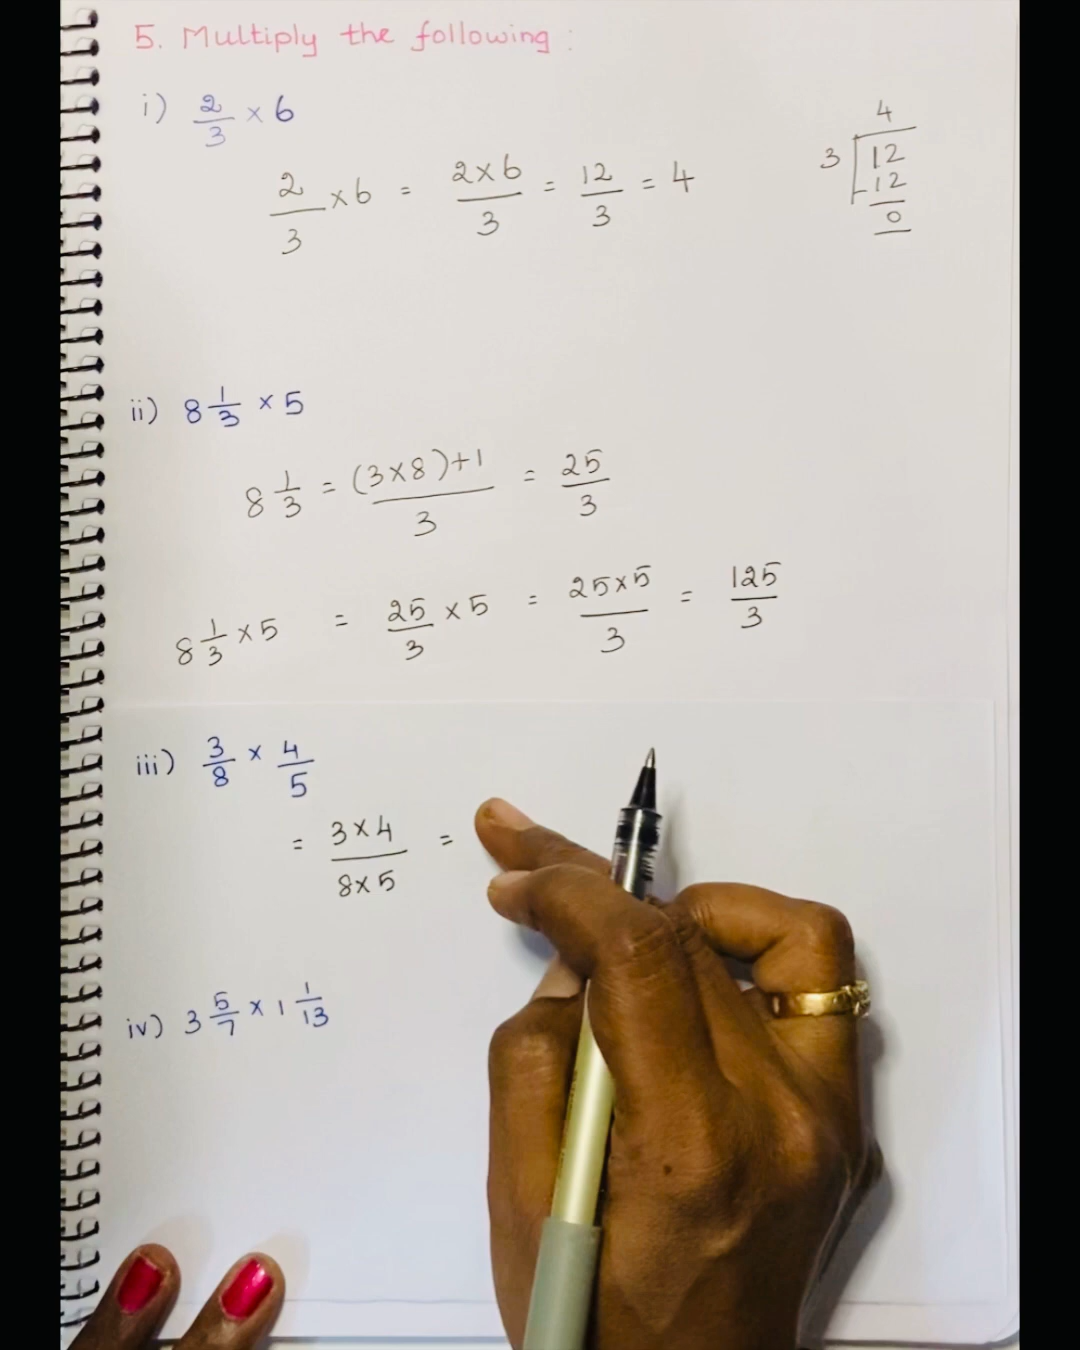 5. Multiply the following :
i) 2/3 × 6
2/3 × 6 = 2×6/3 = 12/3 = 4
4
3 12
-12
0
ii) 8 1/3 × 5
8 1/3 = (3×8)+1/3 = 25/3
8 1/3 × 5 = 25/3 × 5 = 25×5/3 = 125/3
iii) 3/8 × 4/5
= 3×4/8×5 =
iv) 3 5/7 × 1 1/13